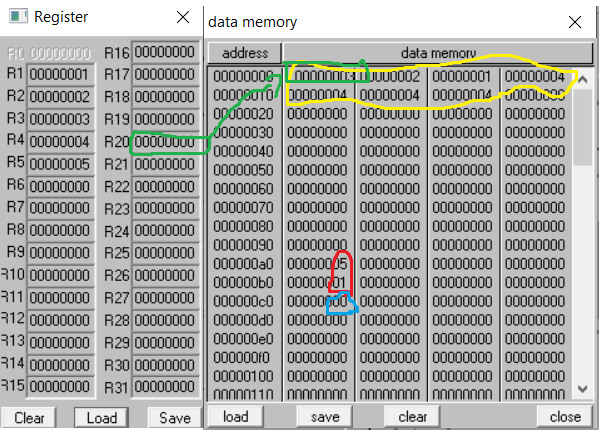 Register
R0 00000000 R16 00000000
R1 00000001 R17 00000000
R2 00000002 R18 00000000
R3 00000003 R19 00000000
R4 00000004 R20 00000000
R5 00000005 R21 00000000
R6 00000000 R22 00000000
R7 00000000 R23 00000000
R8 00000000 R24 00000000
R9 00000000 R25 00000000
R10 00000000 R26 00000000
R11 00000000 R27 00000000
R12 00000000 R28 00000000
R13 00000000 R29 00000000
R14 00000000 R30 00000000
R15 00000000 R31 00000000
Clear Load Save
data memory
address data memory
00000000 00000002 00000001 00000004
00000010 00000004 00000004 00000004 00000000
00000020 00000000 00000000 00000000 00000000
00000030 00000000 00000000 00000000 00000000
00000040 00000000 00000000 00000000 00000000
00000050 00000000 00000000 00000000 00000000
00000060 00000000 00000000 00000000 00000000
00000070 00000000 00000000 00000000 00000000
00000080 00000000 00000000 00000000 00000000
00000090 00000000 00000000 00000000 00000000
000000a0 00000005 00000000 00000000 00000000
000000b0 00000001 00000000 00000000 00000000
000000c0 00000000 00000000 00000000
000000d0 00000000 00000000 00000000 00000000
000000e0 00000000 00000000 00000000 00000000
000000f0 00000000 00000000 00000000 00000000
00000100 00000000 00000000 00000000 00000000
00000110 00000000 00000000 00000000 00000000
load save clear close